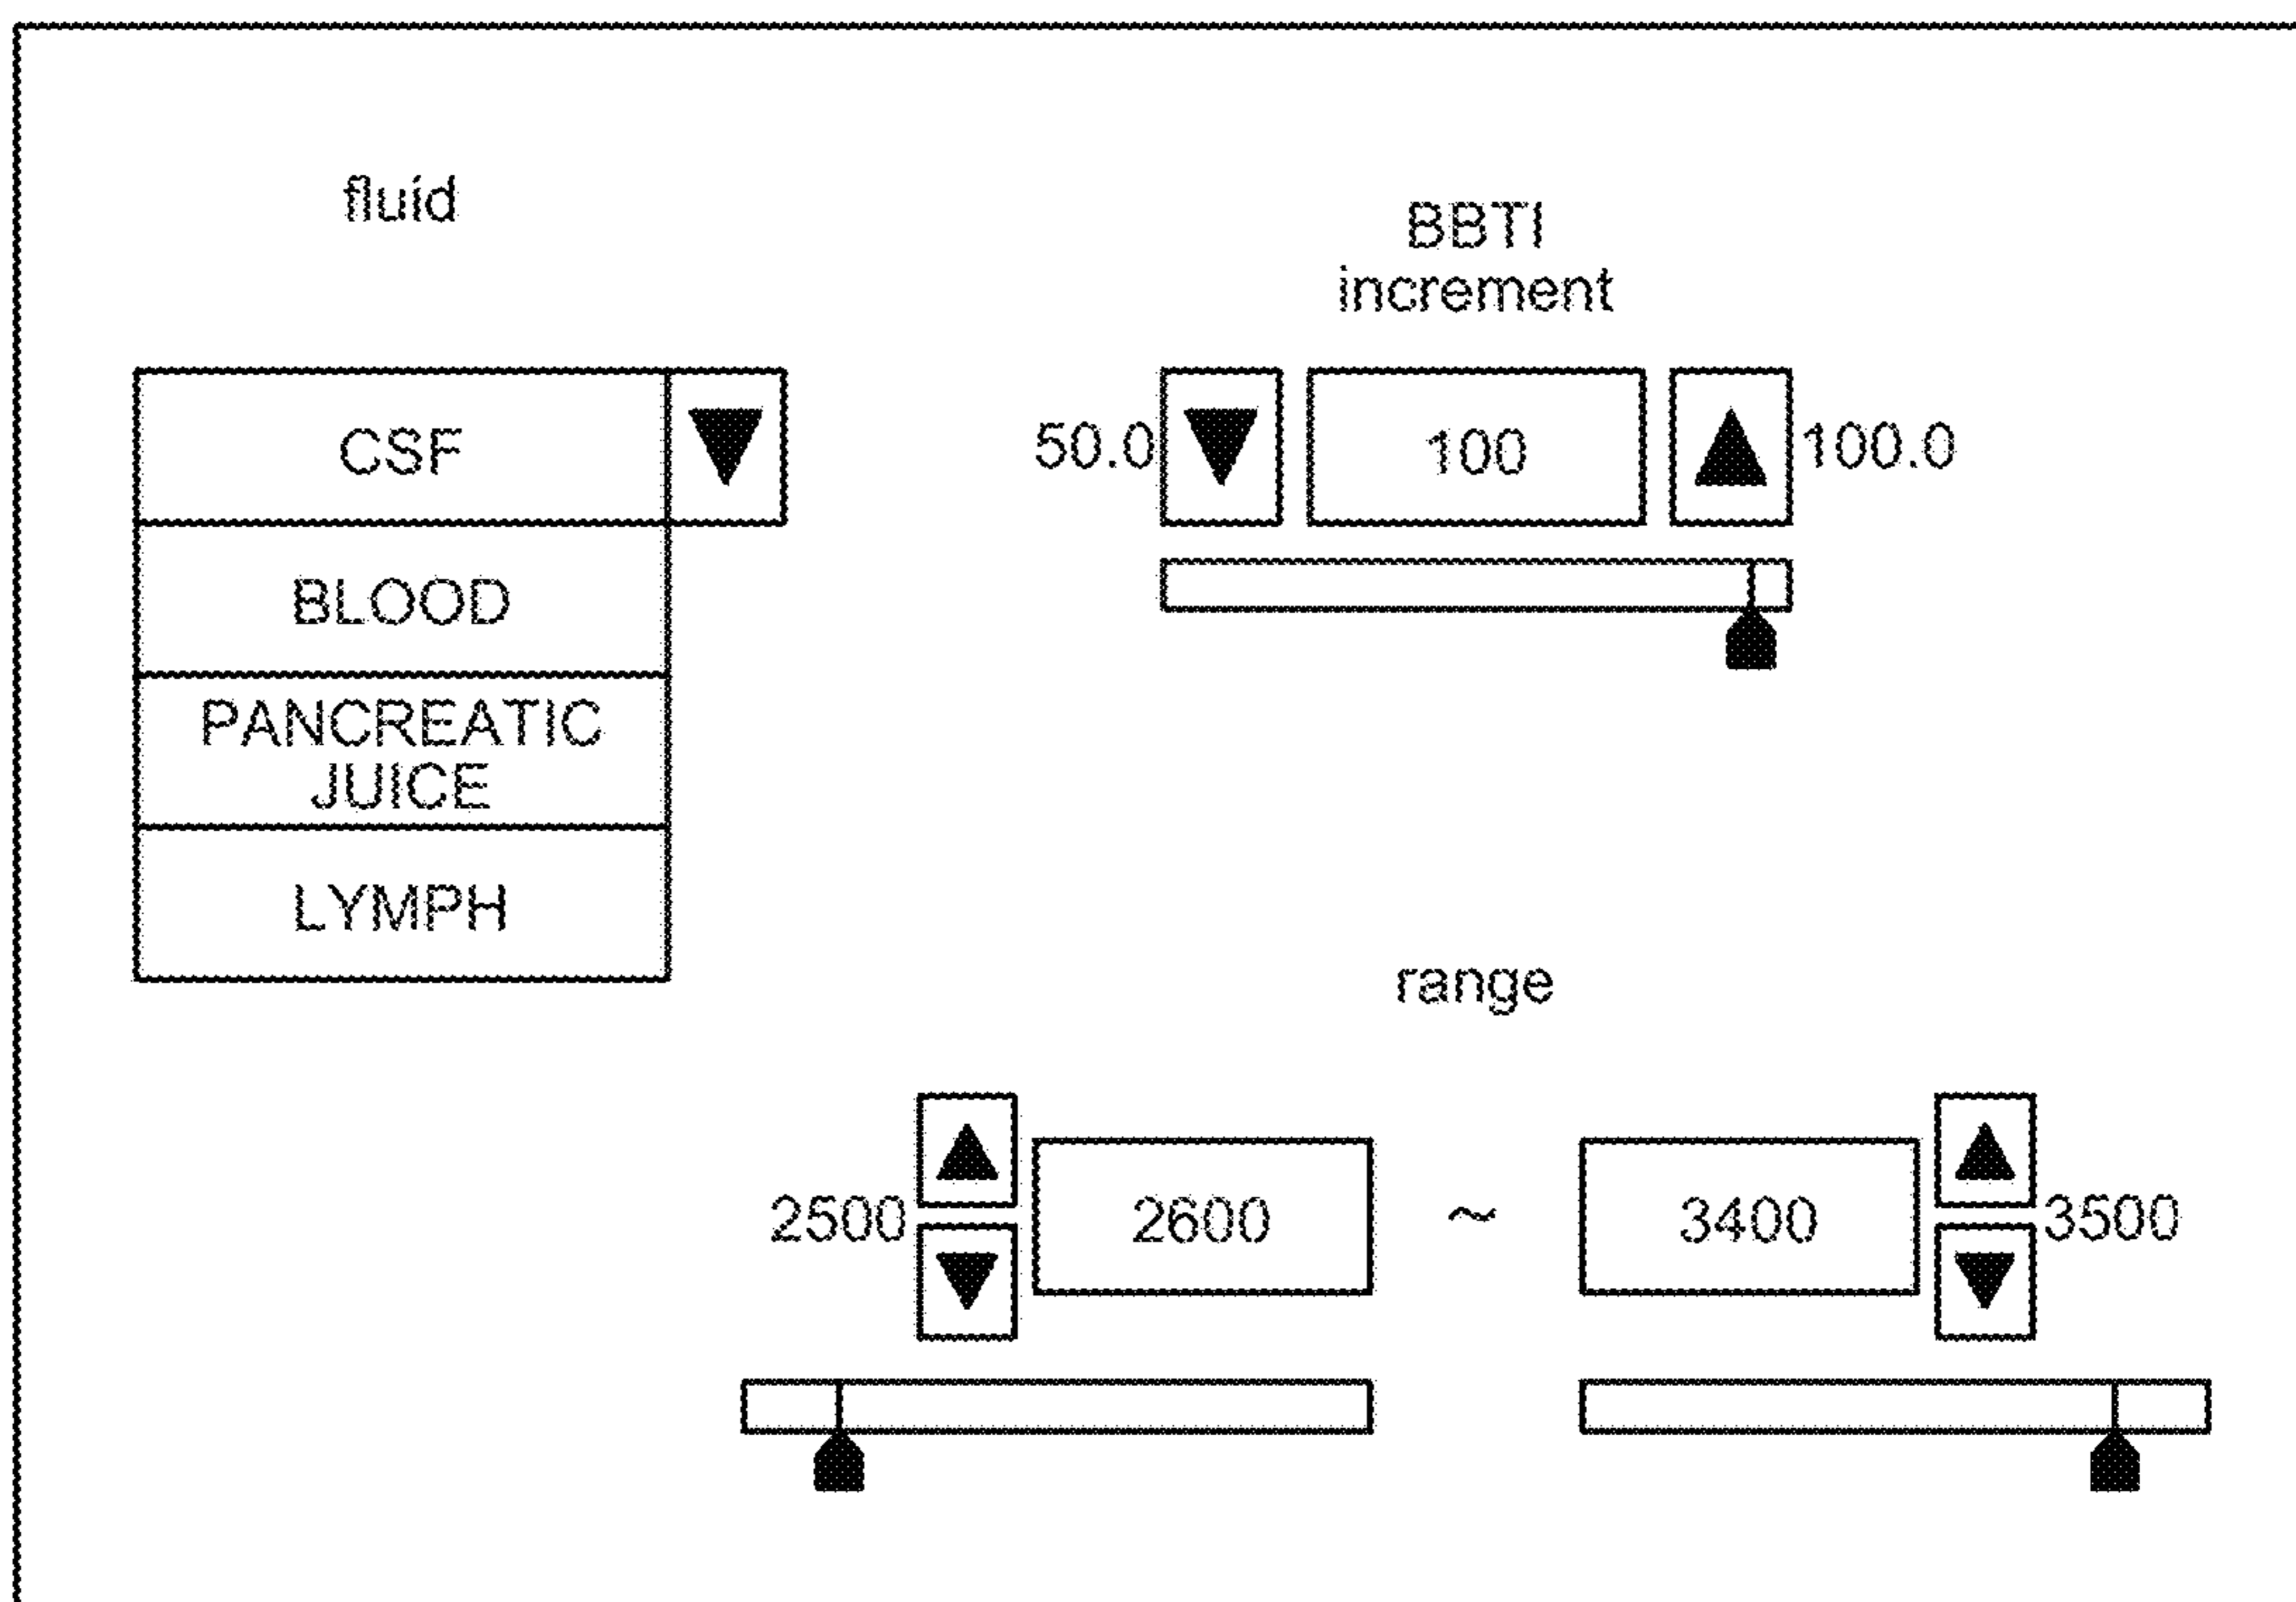 fluid
CSF
BLOOD
PANCREATIC
JUICE
LYMPH
BBTI
increment
50.0 100 100.0
range
2500 2600 ~ 3400 3500